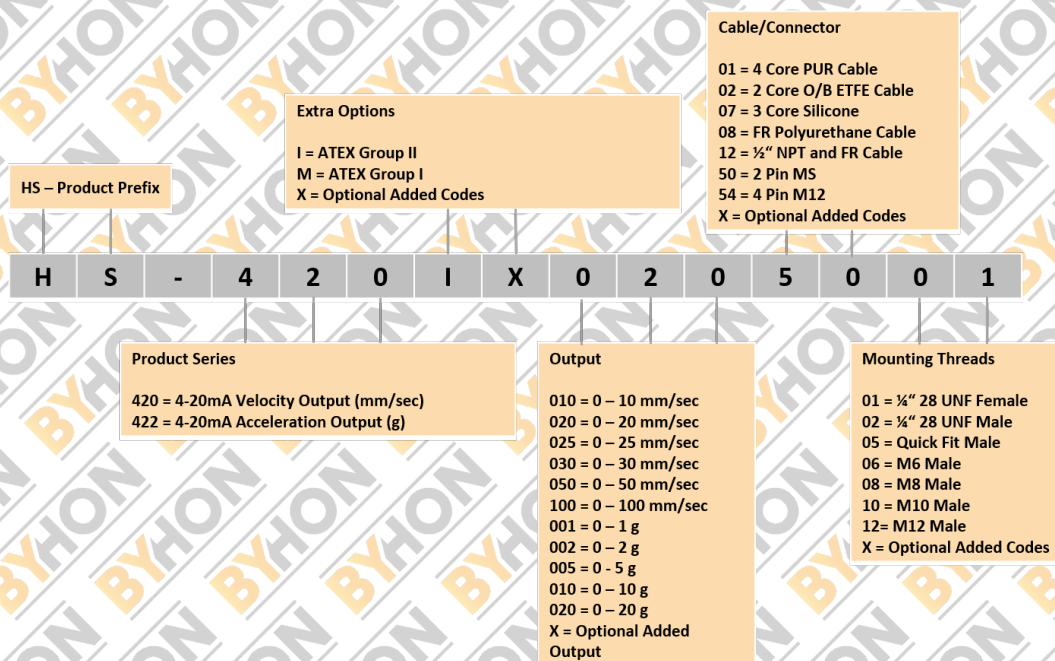 Cable/Connector
01 = 4 Core PUR Cable
02 = 2 Core O/B ETFE Cable
07 = 3 Core Silicone
08 = FR Polyurethane Cable
12 = ½“ NPT and FR Cable
50 = 2 Pin MS
54 = 4 Pin M12
X = Optional Added Codes
Extra Options
I = ATEX Group II
M = ATEX Group I
X = Optional Added Codes
HS – Product Prefix
H S - 4 2 0 I X 0 2 0 5 0 0 1
Product Series
420 = 4-20mA Velocity Output (mm/sec)
422 = 4-20mA Acceleration Output (g)
Output
010 = 0 – 10 mm/sec
020 = 0 – 20 mm/sec
025 = 0 – 25 mm/sec
030 = 0 – 30 mm/sec
050 = 0 – 50 mm/sec
100 = 0 – 100 mm/sec
001 = 0 – 1 g
002 = 0 – 2 g
005 = 0 - 5 g
010 = 0 – 10 g
020 = 0 – 20 g
X = Optional Added
Output
Mounting Threads
01 = ¼“ 28 UNF Female
02 = ¼“ 28 UNF Male
05 = Quick Fit Male
06 = M6 Male
08 = M8 Male
10 = M10 Male
12= M12 Male
X = Optional Added Codes
BYHON